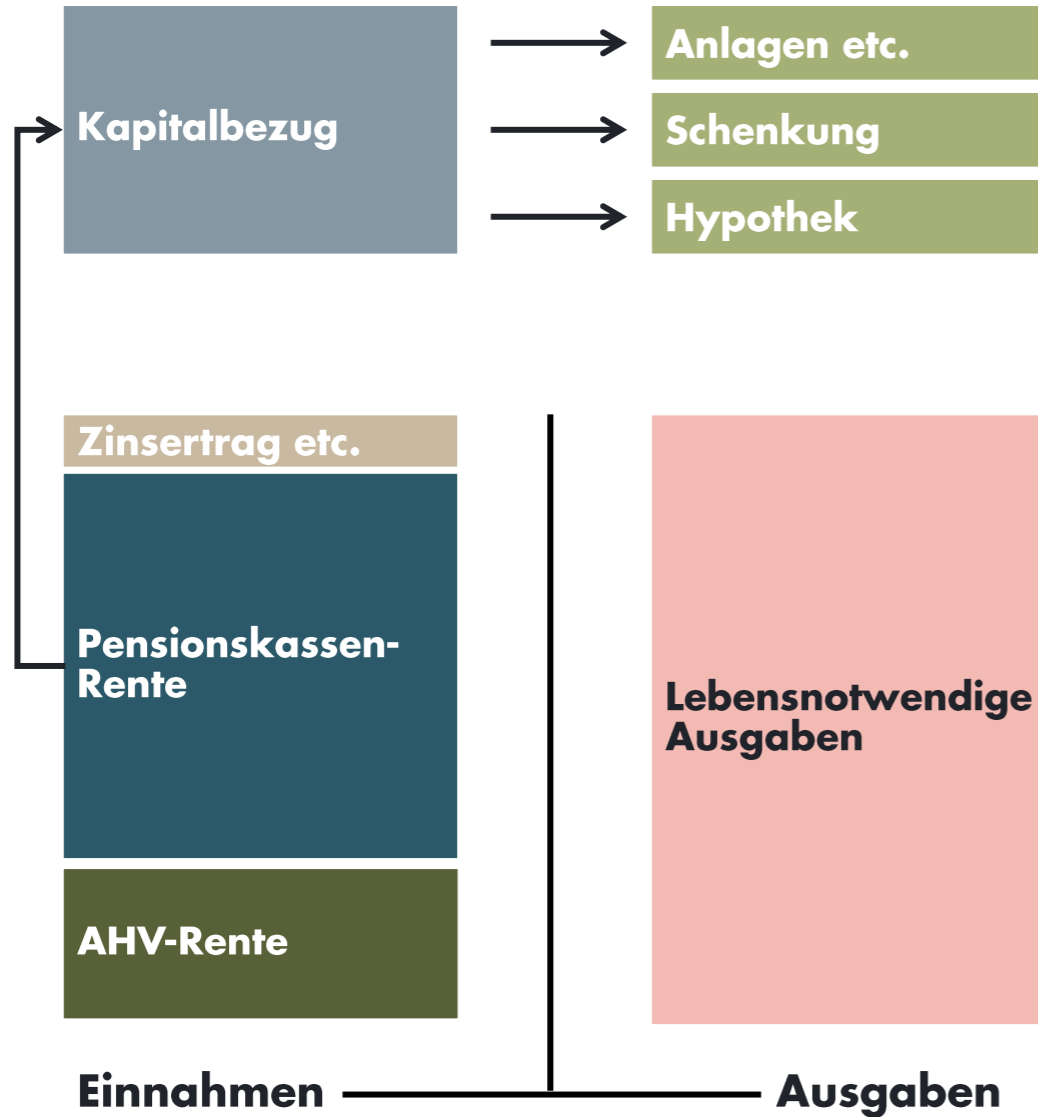 Kapitalbezug
Anlagen etc.
Schenkung
Hypothek
Zinsertrag etc.
Pensionskassen-
Rente
AHV-Rente
Lebensnotwendige
Ausgaben
Einnahmen
Ausgaben